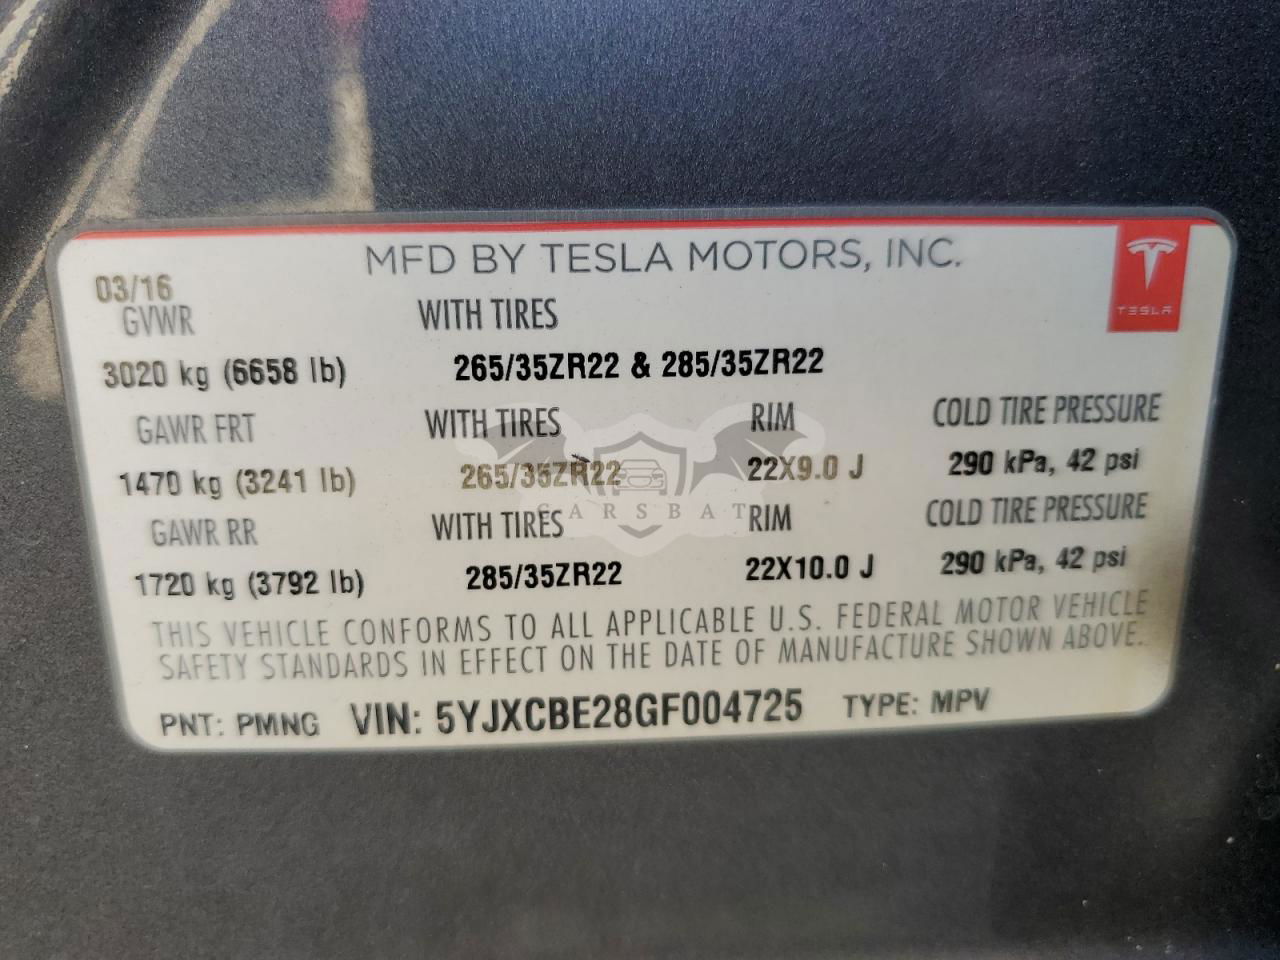 MFD BY TESLA MOTORS, INC.
TESLA
03/16
GVWR WITH TIRES
3020 kg (6658 lb) 265/35ZR22 & 285/35ZR22
GAWR FRT WITH TIRES RIM COLD TIRE PRESSURE
1470 kg (3241 lb) 265/35ZR22 22X9.0 J 290 kPa, 42 psi
CARSBAT
GAWR RR WITH TIRES RIM COLD TIRE PRESSURE
1720 kg (3792 lb) 285/35ZR22 22X10.0 J 290 kPa, 42 psi
THIS VEHICLE CONFORMS TO ALL APPLICABLE U.S. FEDERAL MOTOR VEHICLE
SAFETY STANDARDS IN EFFECT ON THE DATE OF MANUFACTURE SHOWN ABOVE.
PNT: PMNG VIN: 5YJXCBE28GF004725 TYPE: MPV